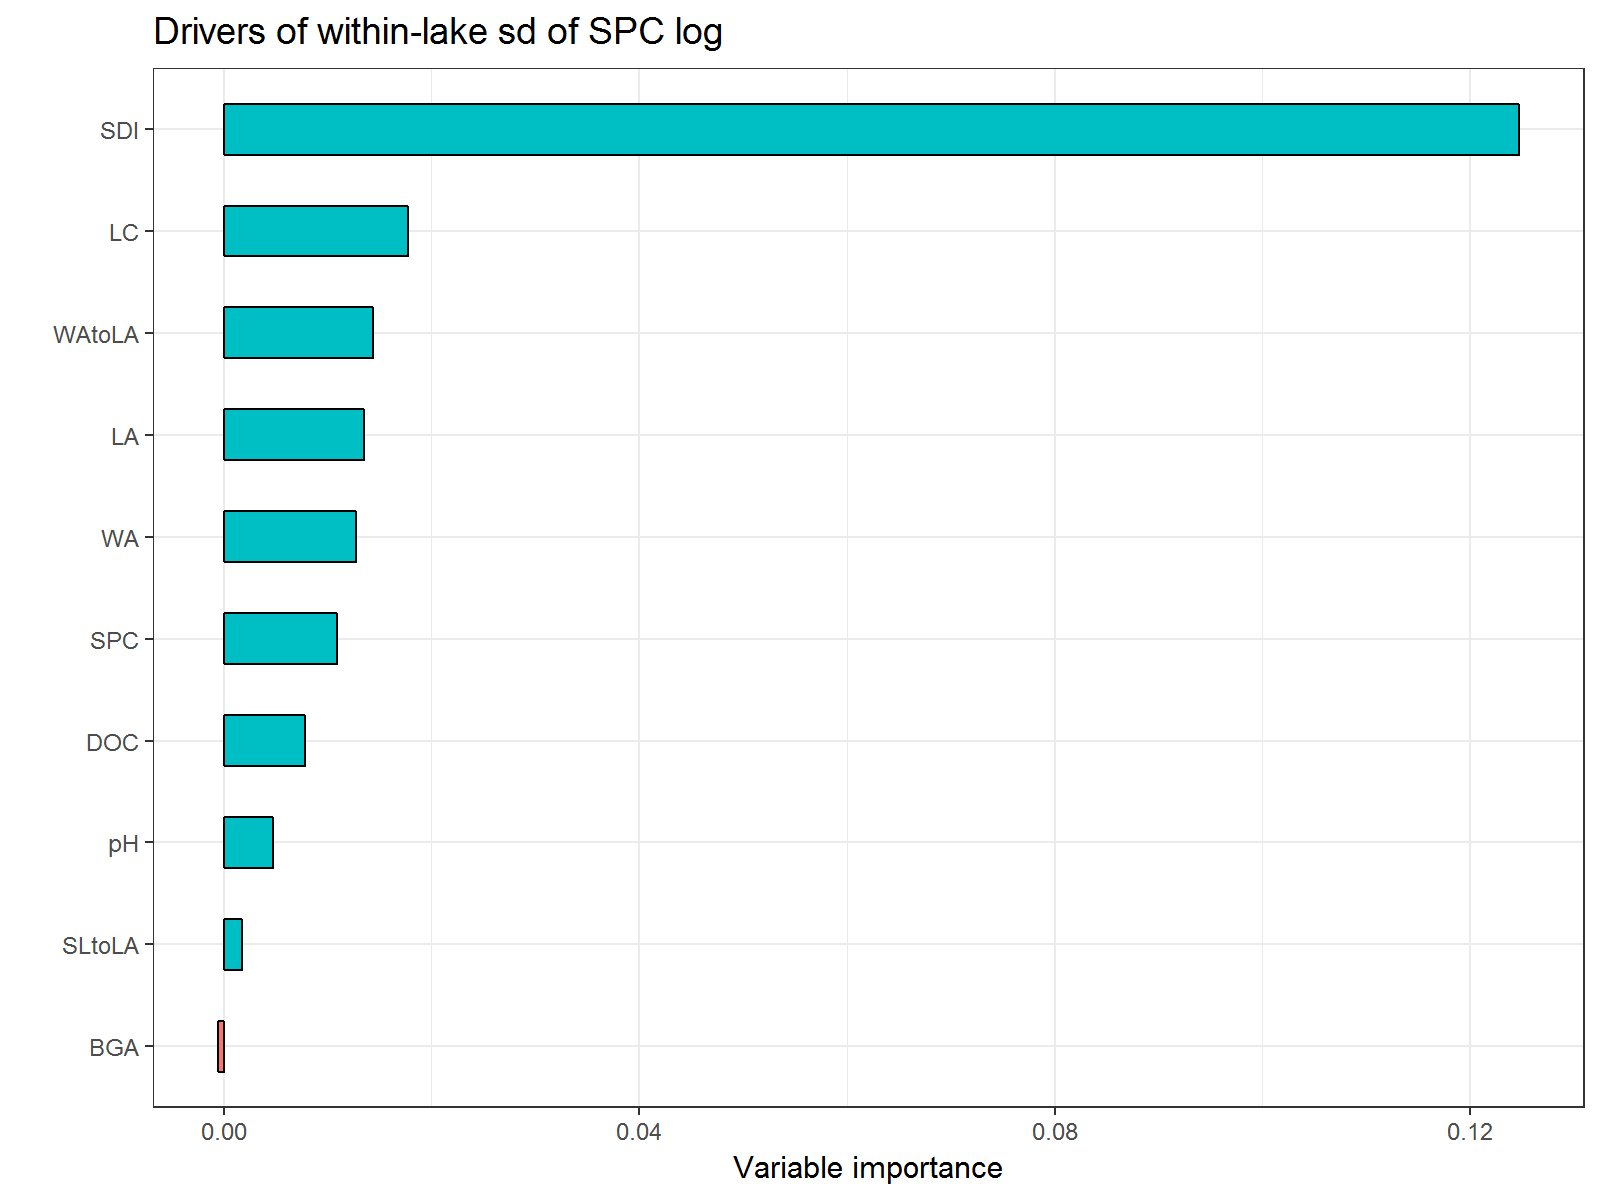 Drivers of within-lake sd of SPC log
SDI
LC
WAtoLA
LA
WA
SPC
DOC
pH
SLtoLA
BGA
0.00 0.04 0.08 0.12
Variable importance